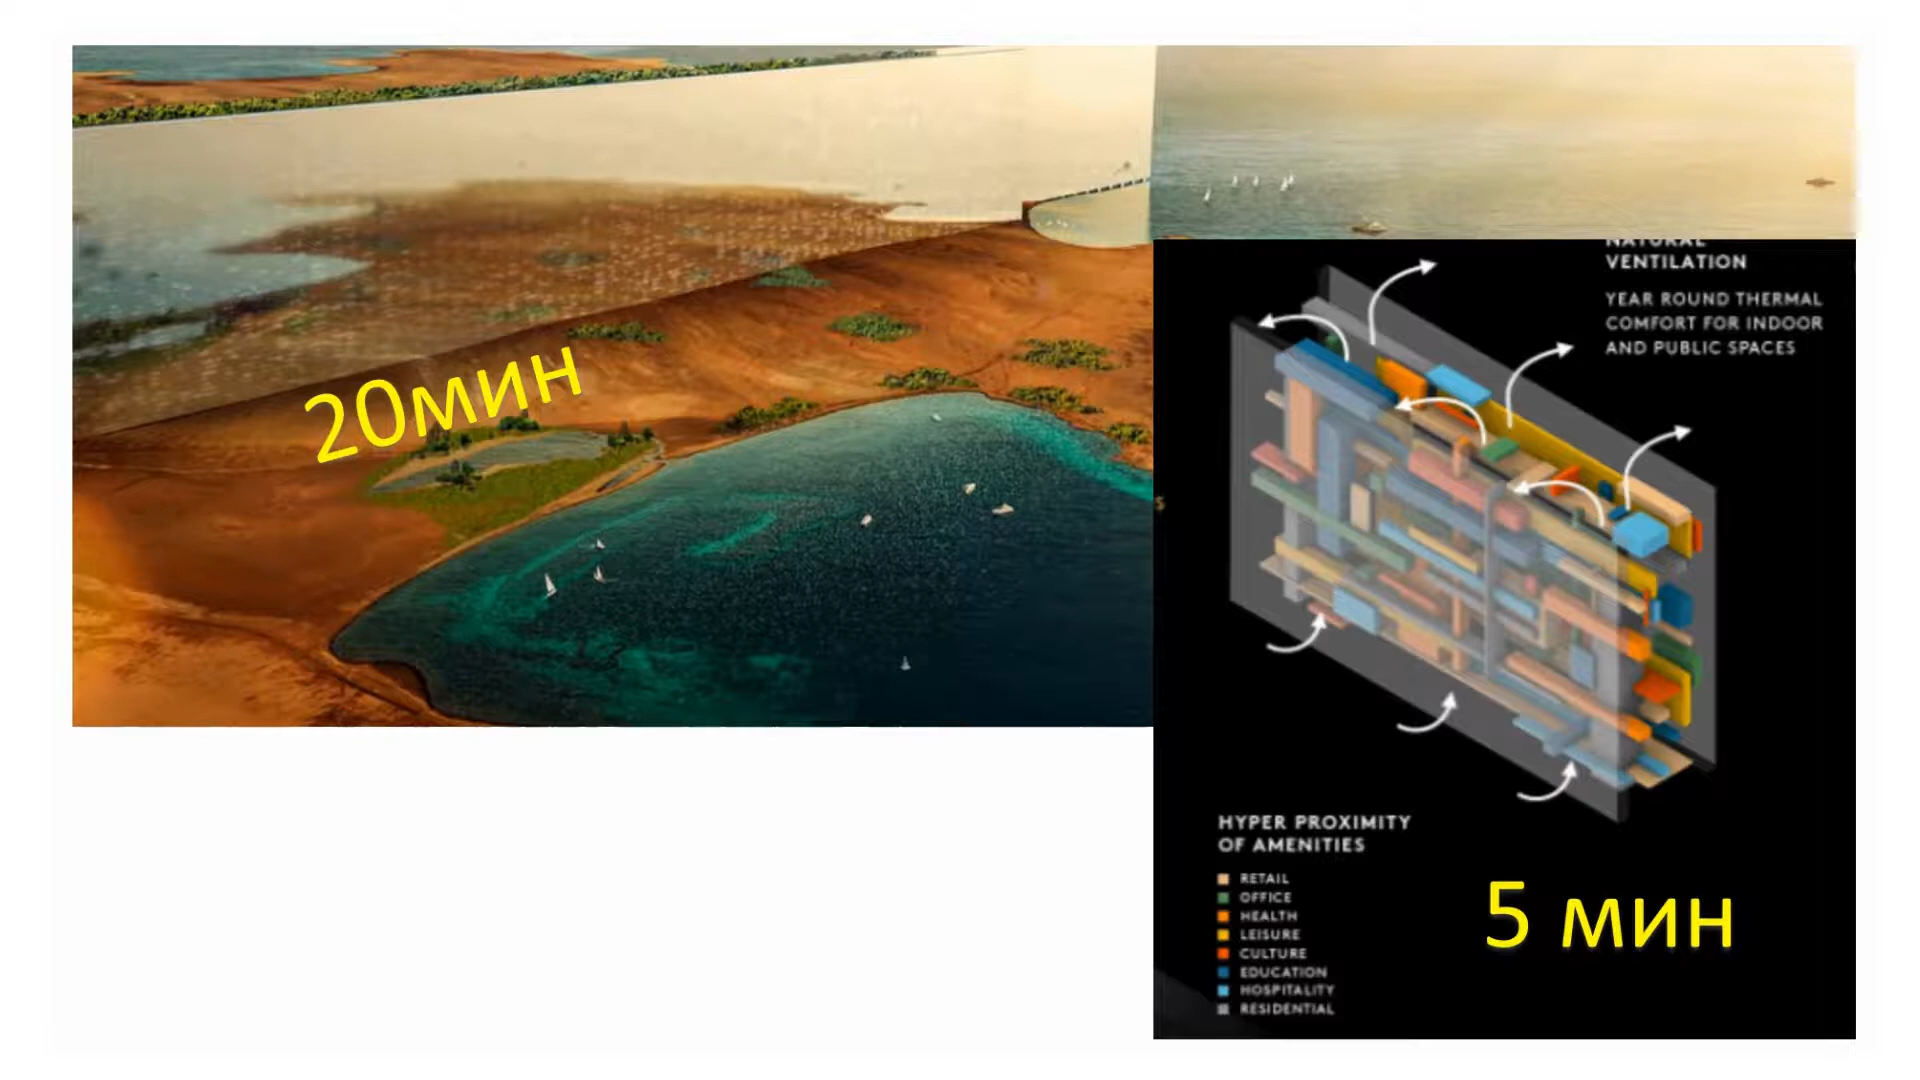 20мин
NATURAL
VENTILATION
YEAR ROUND THERMAL
COMFORT FOR INDOOR
AND PUBLIC SPACES
HYPER PROXIMITY
OF AMENITIES
RETAIL
OFFICE
HEALTH
LEISURE
CULTURE
EDUCATION
HOSPITALITY
RESIDENTIAL
5 мин